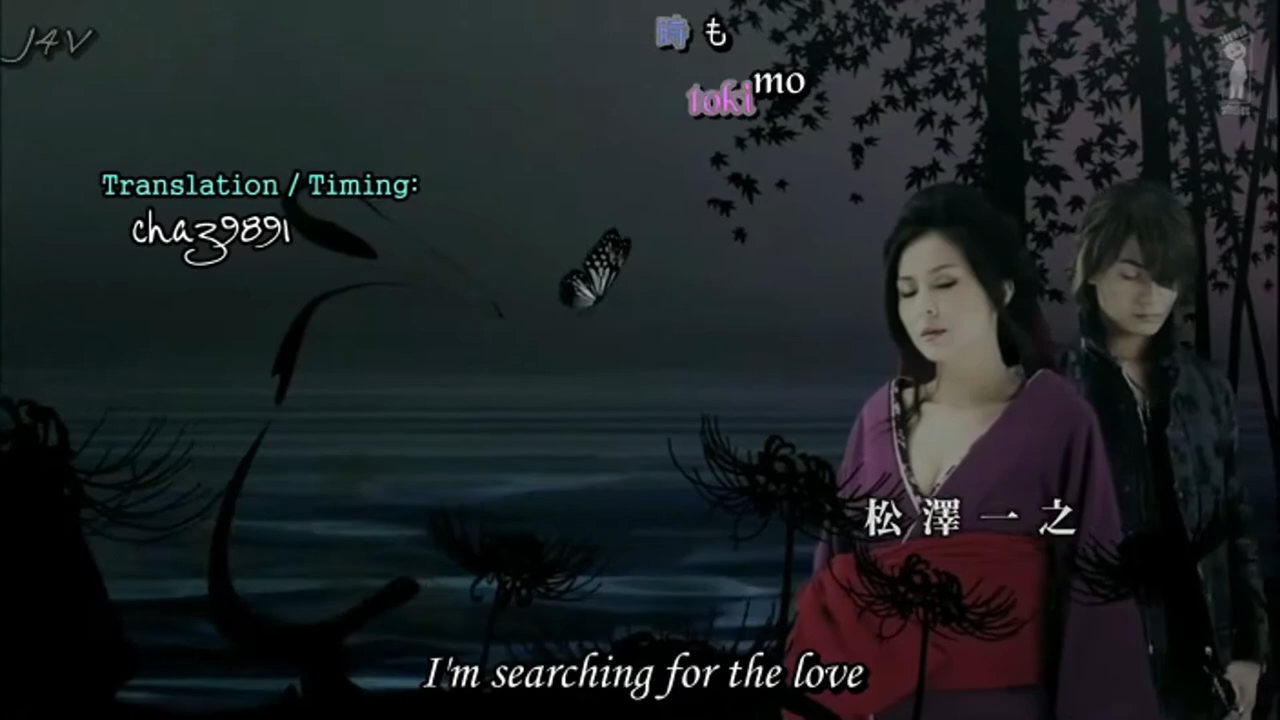 J4V
時も
toki mo
Translation / Timing:
chaz9891
松澤一之
I'm searching for the love